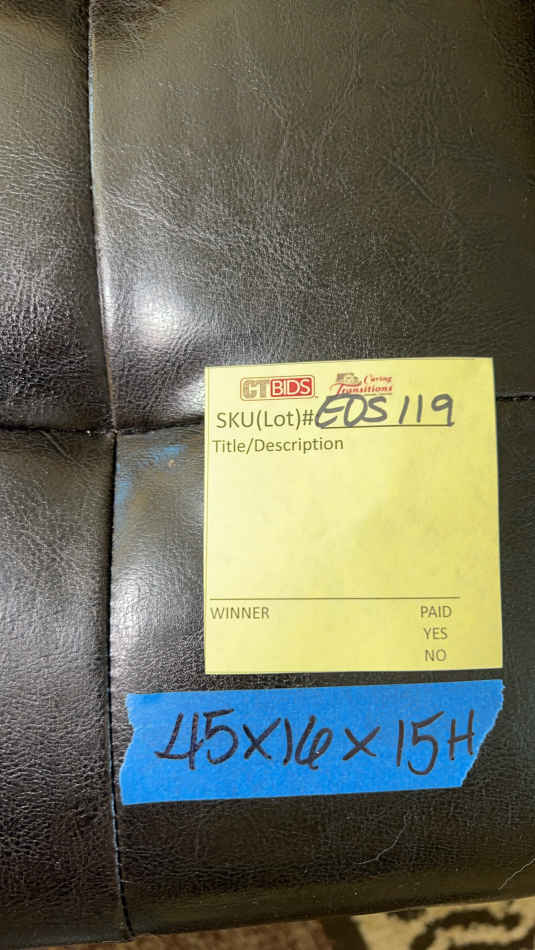 CTBIDS
Caring
Transitions
SKU(Lot)# EOS 119
Title/Description
WINNER PAID
YES
NO
45x16x15H